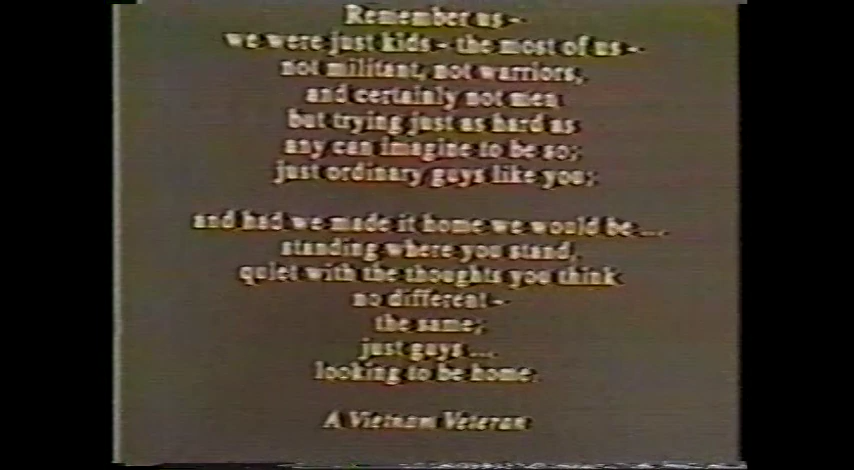 Remember us -
we were just kids - the most of us -
not militant, not warriors,
and certainly not men
but trying just as hard as
any can imagine to be so;
just ordinary guys like you;
and had we made it home we would be ...
standing where you stand,
quiet with the thoughts you think
no different -
the same;
just guys ...
looking to be home.
A Vietnam Veteran